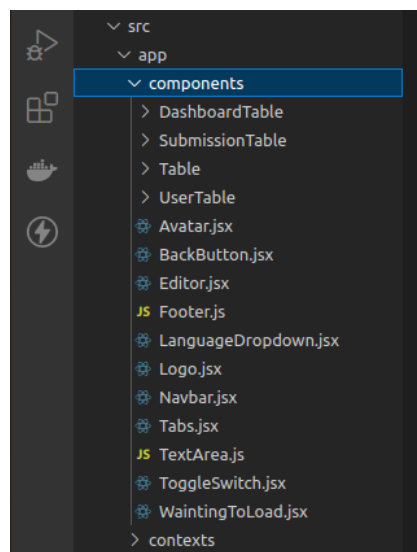 src
app
components
DashboardTable
SubmissionTable
Table
UserTable
Avatar.jsx
BackButton.jsx
Editor.jsx
JS Footer.js
LanguageDropdown.jsx
Logo.jsx
Navbar.jsx
Tabs.jsx
JS TextArea.js
ToggleSwitch.jsx
WaintingToLoad.jsx
contexts